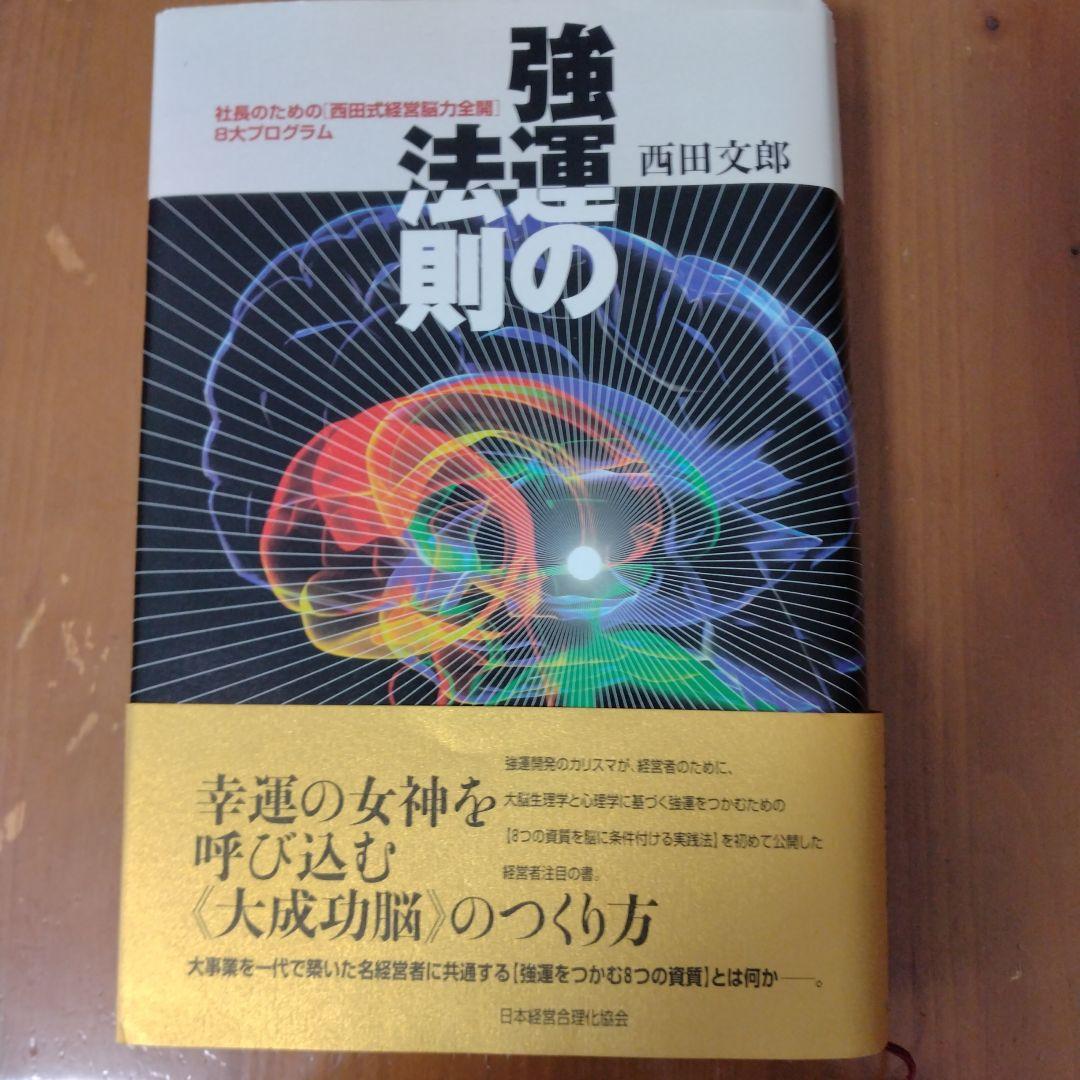 強運の
法則
社長のための[西田式経営脳力全開]
8大プログラム
西田文郎
幸運の女神を
呼び込む
《大成功脳》のつくり方
強運開発のカリスマが、経営者のために、
大脳生理学と心理学に基づく強運をつかむための
【8つの資質を脳に条件付ける実践法】を初めて公開した
経営者注目の書。
大事業を一代で築いた名経営者に共通する【強運をつかむ8つの資質】とは何か――。
日本経営合理化協会